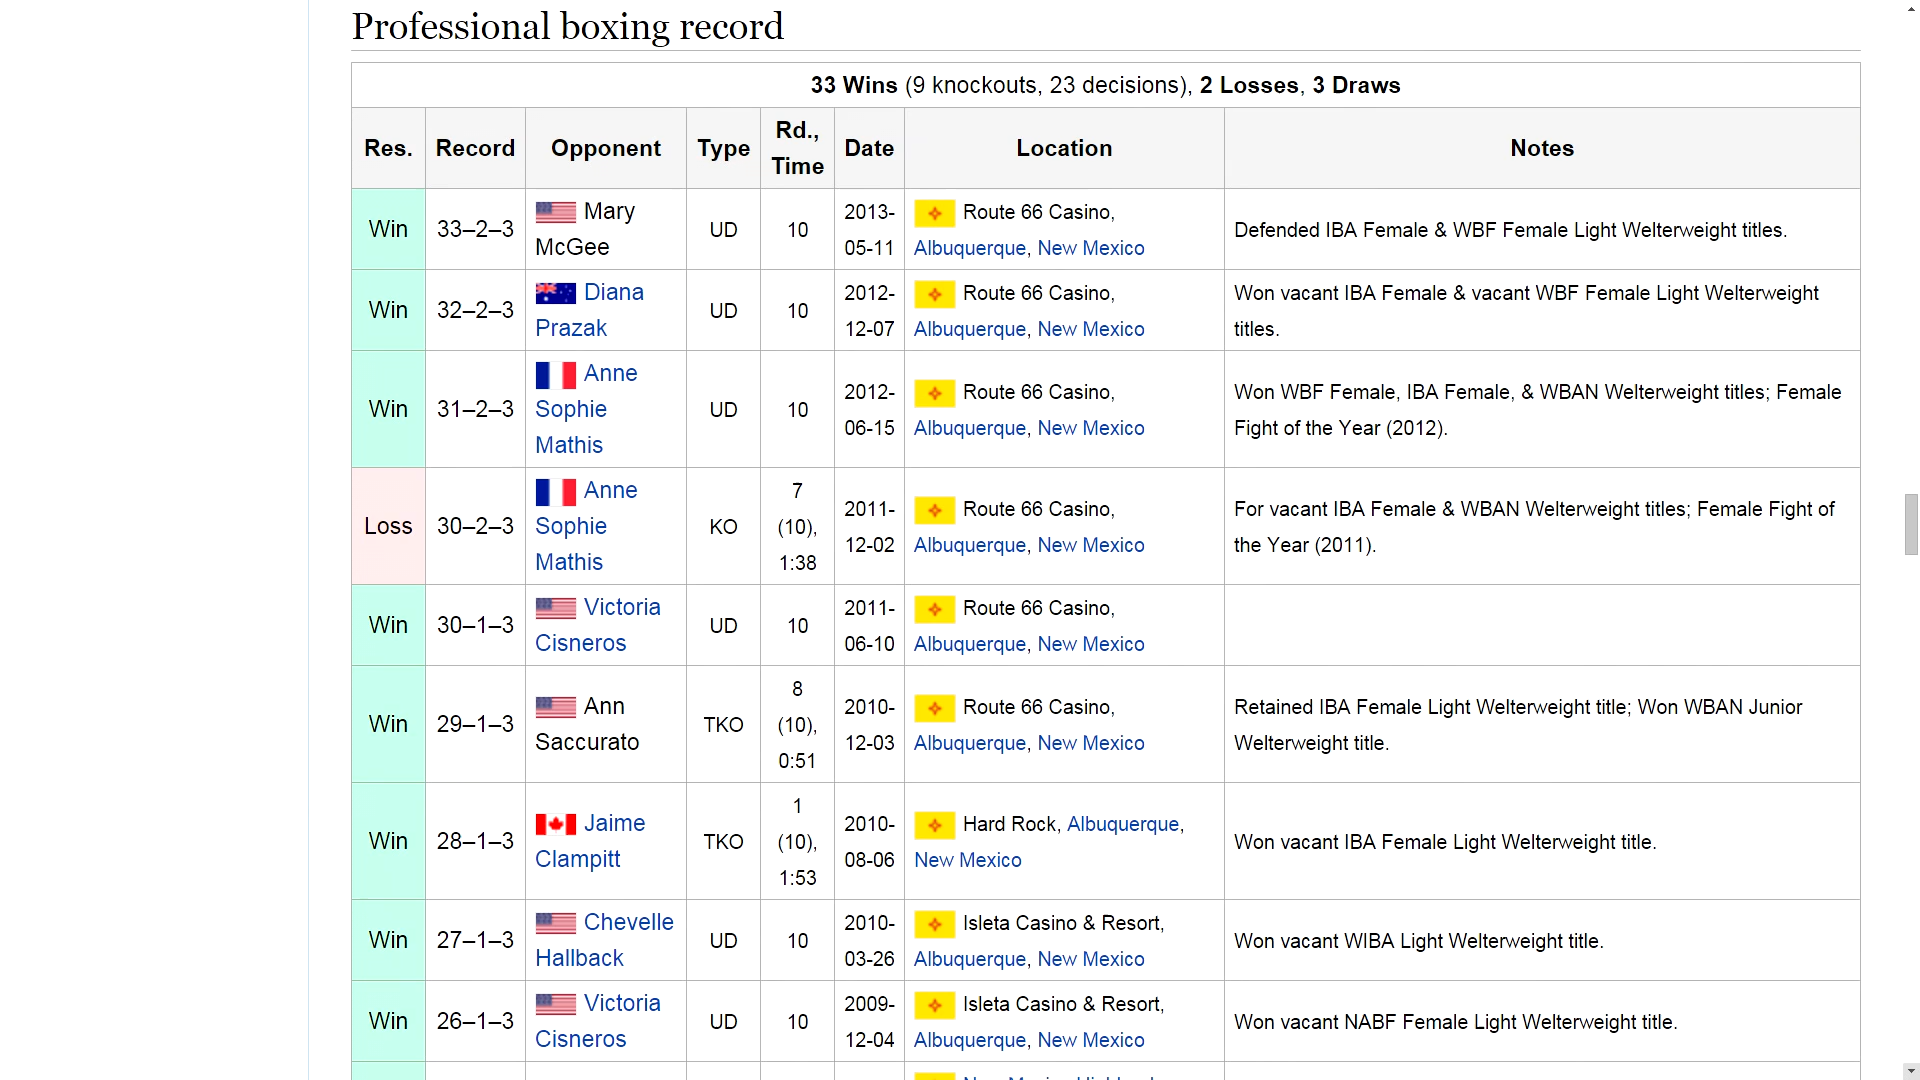 Professional boxing record
33 Wins (9 knockouts, 23 decisions), 2 Losses, 3 Draws
Res. Record Opponent Type Rd., Time Date Location Notes
Win 33–2–3 Mary McGee UD 10 2013-05-11 Route 66 Casino, Albuquerque, New Mexico Defended IBA Female & WBF Female Light Welterweight titles.
Win 32–2–3 Diana Prazak UD 10 2012-12-07 Route 66 Casino, Albuquerque, New Mexico Won vacant IBA Female & vacant WBF Female Light Welterweight titles.
Win 31–2–3 Anne Sophie Mathis UD 10 2012-06-15 Route 66 Casino, Albuquerque, New Mexico Won WBF Female, IBA Female, & WBAN Welterweight titles; Female Fight of the Year (2012).
Loss 30–2–3 Anne Sophie Mathis KO 7 (10), 1:38 2011-12-02 Route 66 Casino, Albuquerque, New Mexico For vacant IBA Female & WBAN Welterweight titles; Female Fight of the Year (2011).
Win 30–1–3 Victoria Cisneros UD 10 2011-06-10 Route 66 Casino, Albuquerque, New Mexico
Win 29–1–3 Ann Saccurato TKO 8 (10), 0:51 2010-12-03 Route 66 Casino, Albuquerque, New Mexico Retained IBA Female Light Welterweight title; Won WBAN Junior Welterweight title.
Win 28–1–3 Jaime Clampitt TKO 1 (10), 1:53 2010-08-06 Hard Rock, Albuquerque, New Mexico Won vacant IBA Female Light Welterweight title.
Win 27–1–3 Chevelle Hallback UD 10 2010-03-26 Isleta Casino & Resort, Albuquerque, New Mexico Won vacant WIBA Light Welterweight title.
Win 26–1–3 Victoria Cisneros UD 10 2009-12-04 Isleta Casino & Resort, Albuquerque, New Mexico Won vacant NABF Female Light Welterweight title.